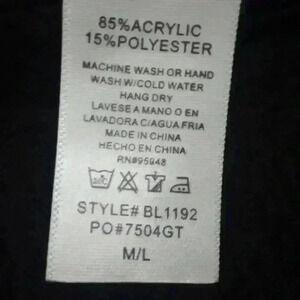 85%ACRYLIC
15%POLYESTER
MACHINE WASH OR HAND
WASH W/COLD WATER
HANG DRY
LAVESE A MANO O EN
LAVADORA C/AGUA FRIA
MADE IN CHINA
HECHO EN CHINA
RN#95948
STYLE# BL1192
PO#7504GT
M/L